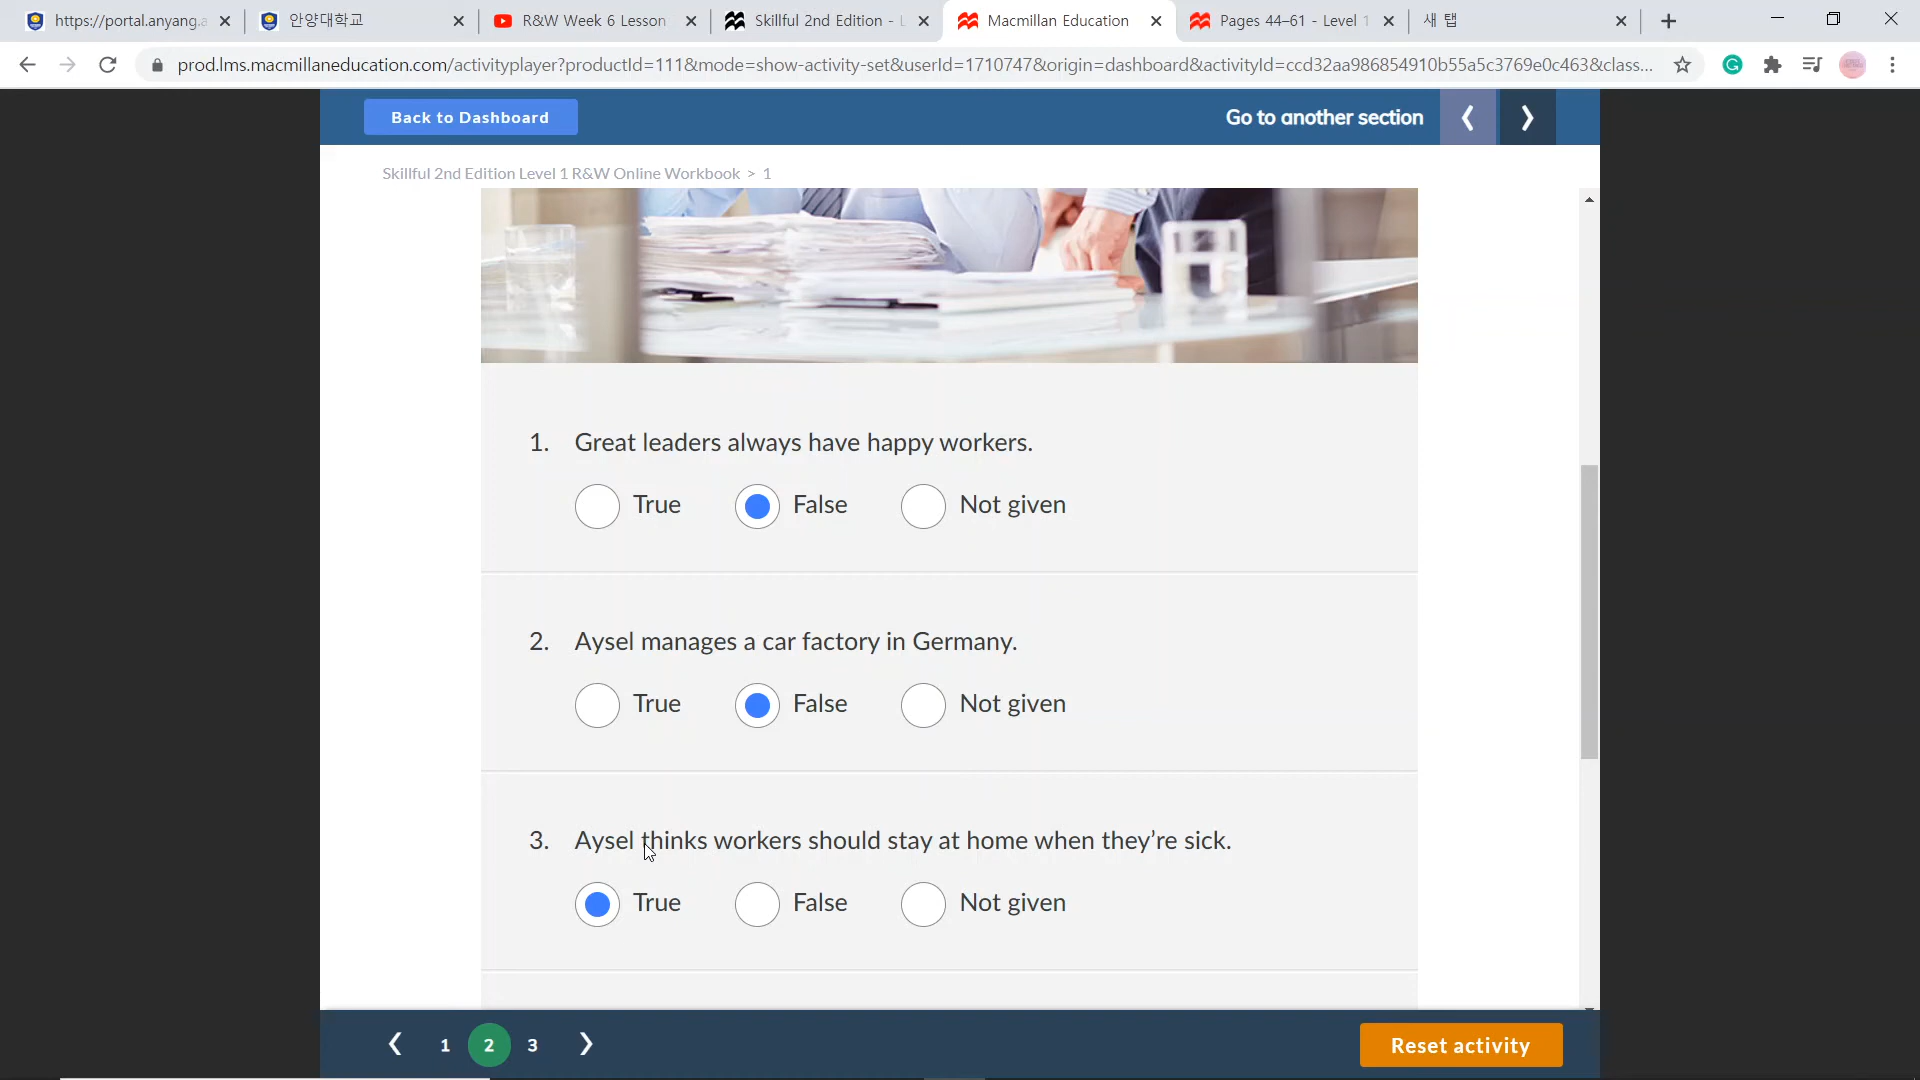 https://portal.anyang.a
안양대학교
R&W Week 6 Lesson
Skillful 2nd Edition - L
Macmillan Education
Pages 44–61 - Level 1
새 탭
prod.lms.macmillaneducation.com/activityplayer?productId=111&mode=show-activity-set&userId=1710747&origin=dashboard&activityId=ccd32aa986854910b55a5c3769e0c463&class...
Back to Dashboard
Go to another section
Skillful 2nd Edition Level 1 R&W Online Workbook > 1
1. Great leaders always have happy workers.
True False Not given
2. Aysel manages a car factory in Germany.
True False Not given
3. Aysel thinks workers should stay at home when they’re sick.
True False Not given
1 2 3
Reset activity